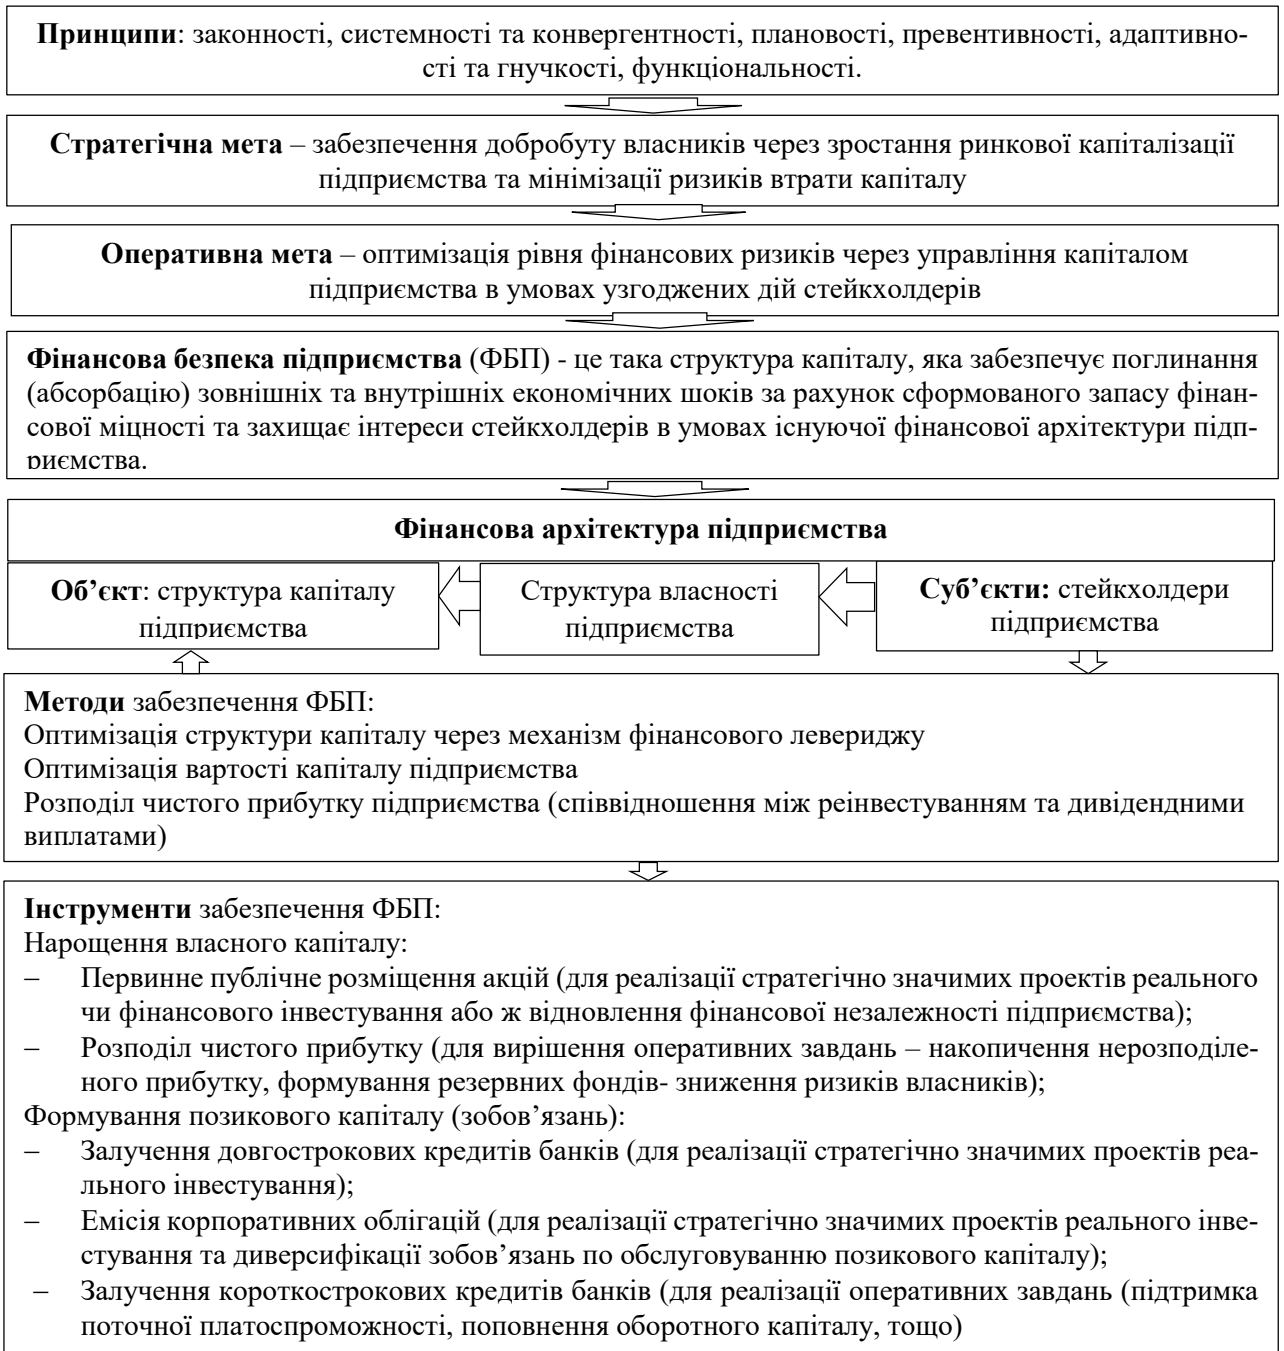 Принципи: законності, системності та конвергентності, плановості, превентивності, адаптивно-
сті та гнучкості, функціональності.
Стратегічна мета – забезпечення добробуту власників через зростання ринкової капіталізації
підприємства та мінімізації ризиків втрати капіталу
Оперативна мета – оптимізація рівня фінансових ризиків через управління капіталом
підприємства в умовах узгоджених дій стейкхолдерів
Фінансова безпека підприємства (ФБП) - це така структура капіталу, яка забезпечує поглинання
(абсорбацію) зовнішніх та внутрішніх економічних шоків за рахунок сформованого запасу фінан-
сової міцності та захищає інтереси стейкхолдерів в умовах існуючої фінансової архітектури підп-
риємства.
Фінансова архітектура підприємства
Об’єкт: структура капіталу
підприємства
Структура власності
підприємства
Суб’єкти: стейкхолдери
підприємства
Методи забезпечення ФБП:
Оптимізація структури капіталу через механізм фінансового левериджу
Оптимізація вартості капіталу підприємства
Розподіл чистого прибутку підприємства (співвідношення між реінвестуванням та дивідендними
виплатами)
Інструменти забезпечення ФБП:
Нарощення власного капіталу:
– Первинне публічне розміщення акцій (для реалізації стратегічно значимих проектів реального
чи фінансового інвестування або ж відновлення фінансової незалежності підприємства);
– Розподіл чистого прибутку (для вирішення оперативних завдань – накопичення нерозподіле-
ного прибутку, формування резервних фондів- зниження ризиків власників);
Формування позикового капіталу (зобов’язань):
– Залучення довгострокових кредитів банків (для реалізації стратегічно значимих проектів реа-
льного інвестування);
– Емісія корпоративних облігацій (для реалізації стратегічно значимих проектів реального інве-
стування та диверсифікації зобов’язань по обслуговуванню позикового капіталу);
– Залучення короткострокових кредитів банків (для реалізації оперативних завдань (підтримка
поточної платоспроможності, поповнення оборотного капіталу, тощо)